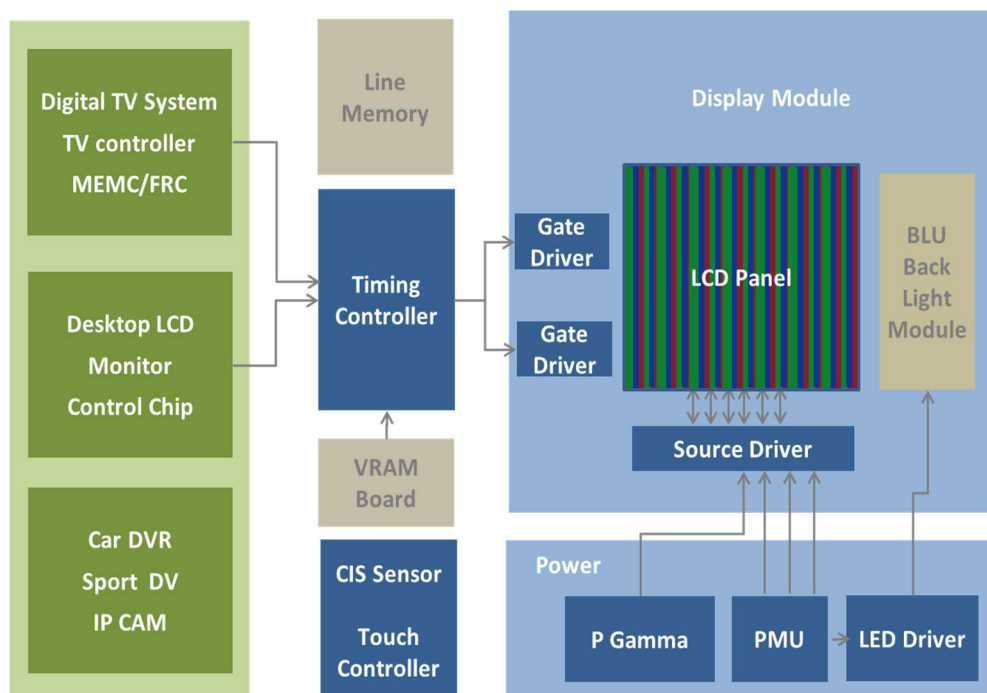 Digital TV System
TV controller
MEMC/FRC
Desktop LCD
Monitor
Control Chip
Car DVR
Sport DV
IP CAM
Line
Memory
Timing
Controller
VRAM
Board
CIS Sensor
Touch
Controller
Display Module
Gate
Driver
Gate
Driver
LCD Panel
BLU
Back
Light
Module
Source Driver
Power
P Gamma
PMU
LED Driver